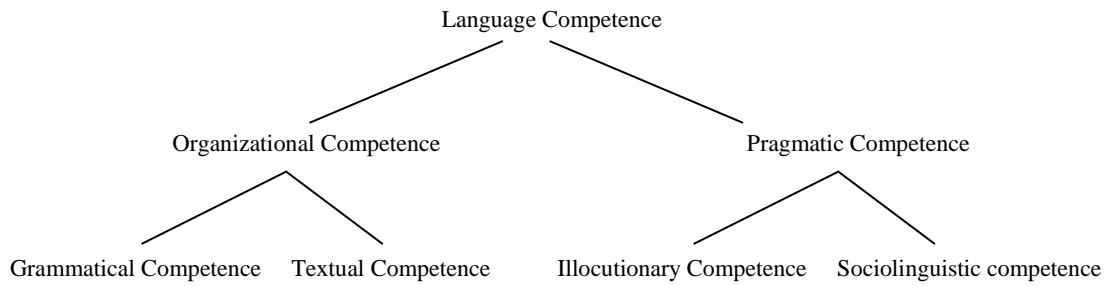 Language Competence
Organizational Competence
Pragmatic Competence
Grammatical Competence
Textual Competence
Illocutionary Competence
Sociolinguistic competence